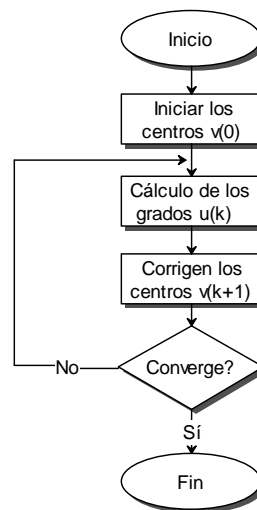 Inicio
Iniciar los
centros v(0)
Cálculo de los
grados u(k)
Corrigen los
centros v(k+1)
Converge?
No
Sí
Fin